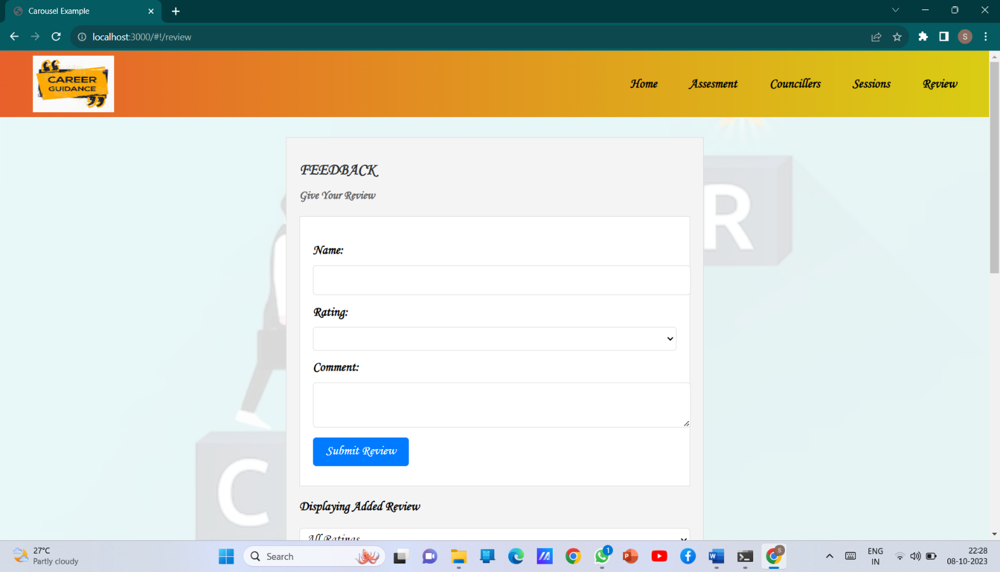 Carousel Example
localhost:3000/#!/review
S
CAREER
GUIDANCE
Home Assesment Councillers Sessions Review
R
FEEDBACK
Give Your Review
Name:
Rating:
Comment:
Submit Review
C
Displaying Added Review
All Ratings
27°C
Partly cloudy
Search
1
S
ENG
IN
22:28
08-10-2023